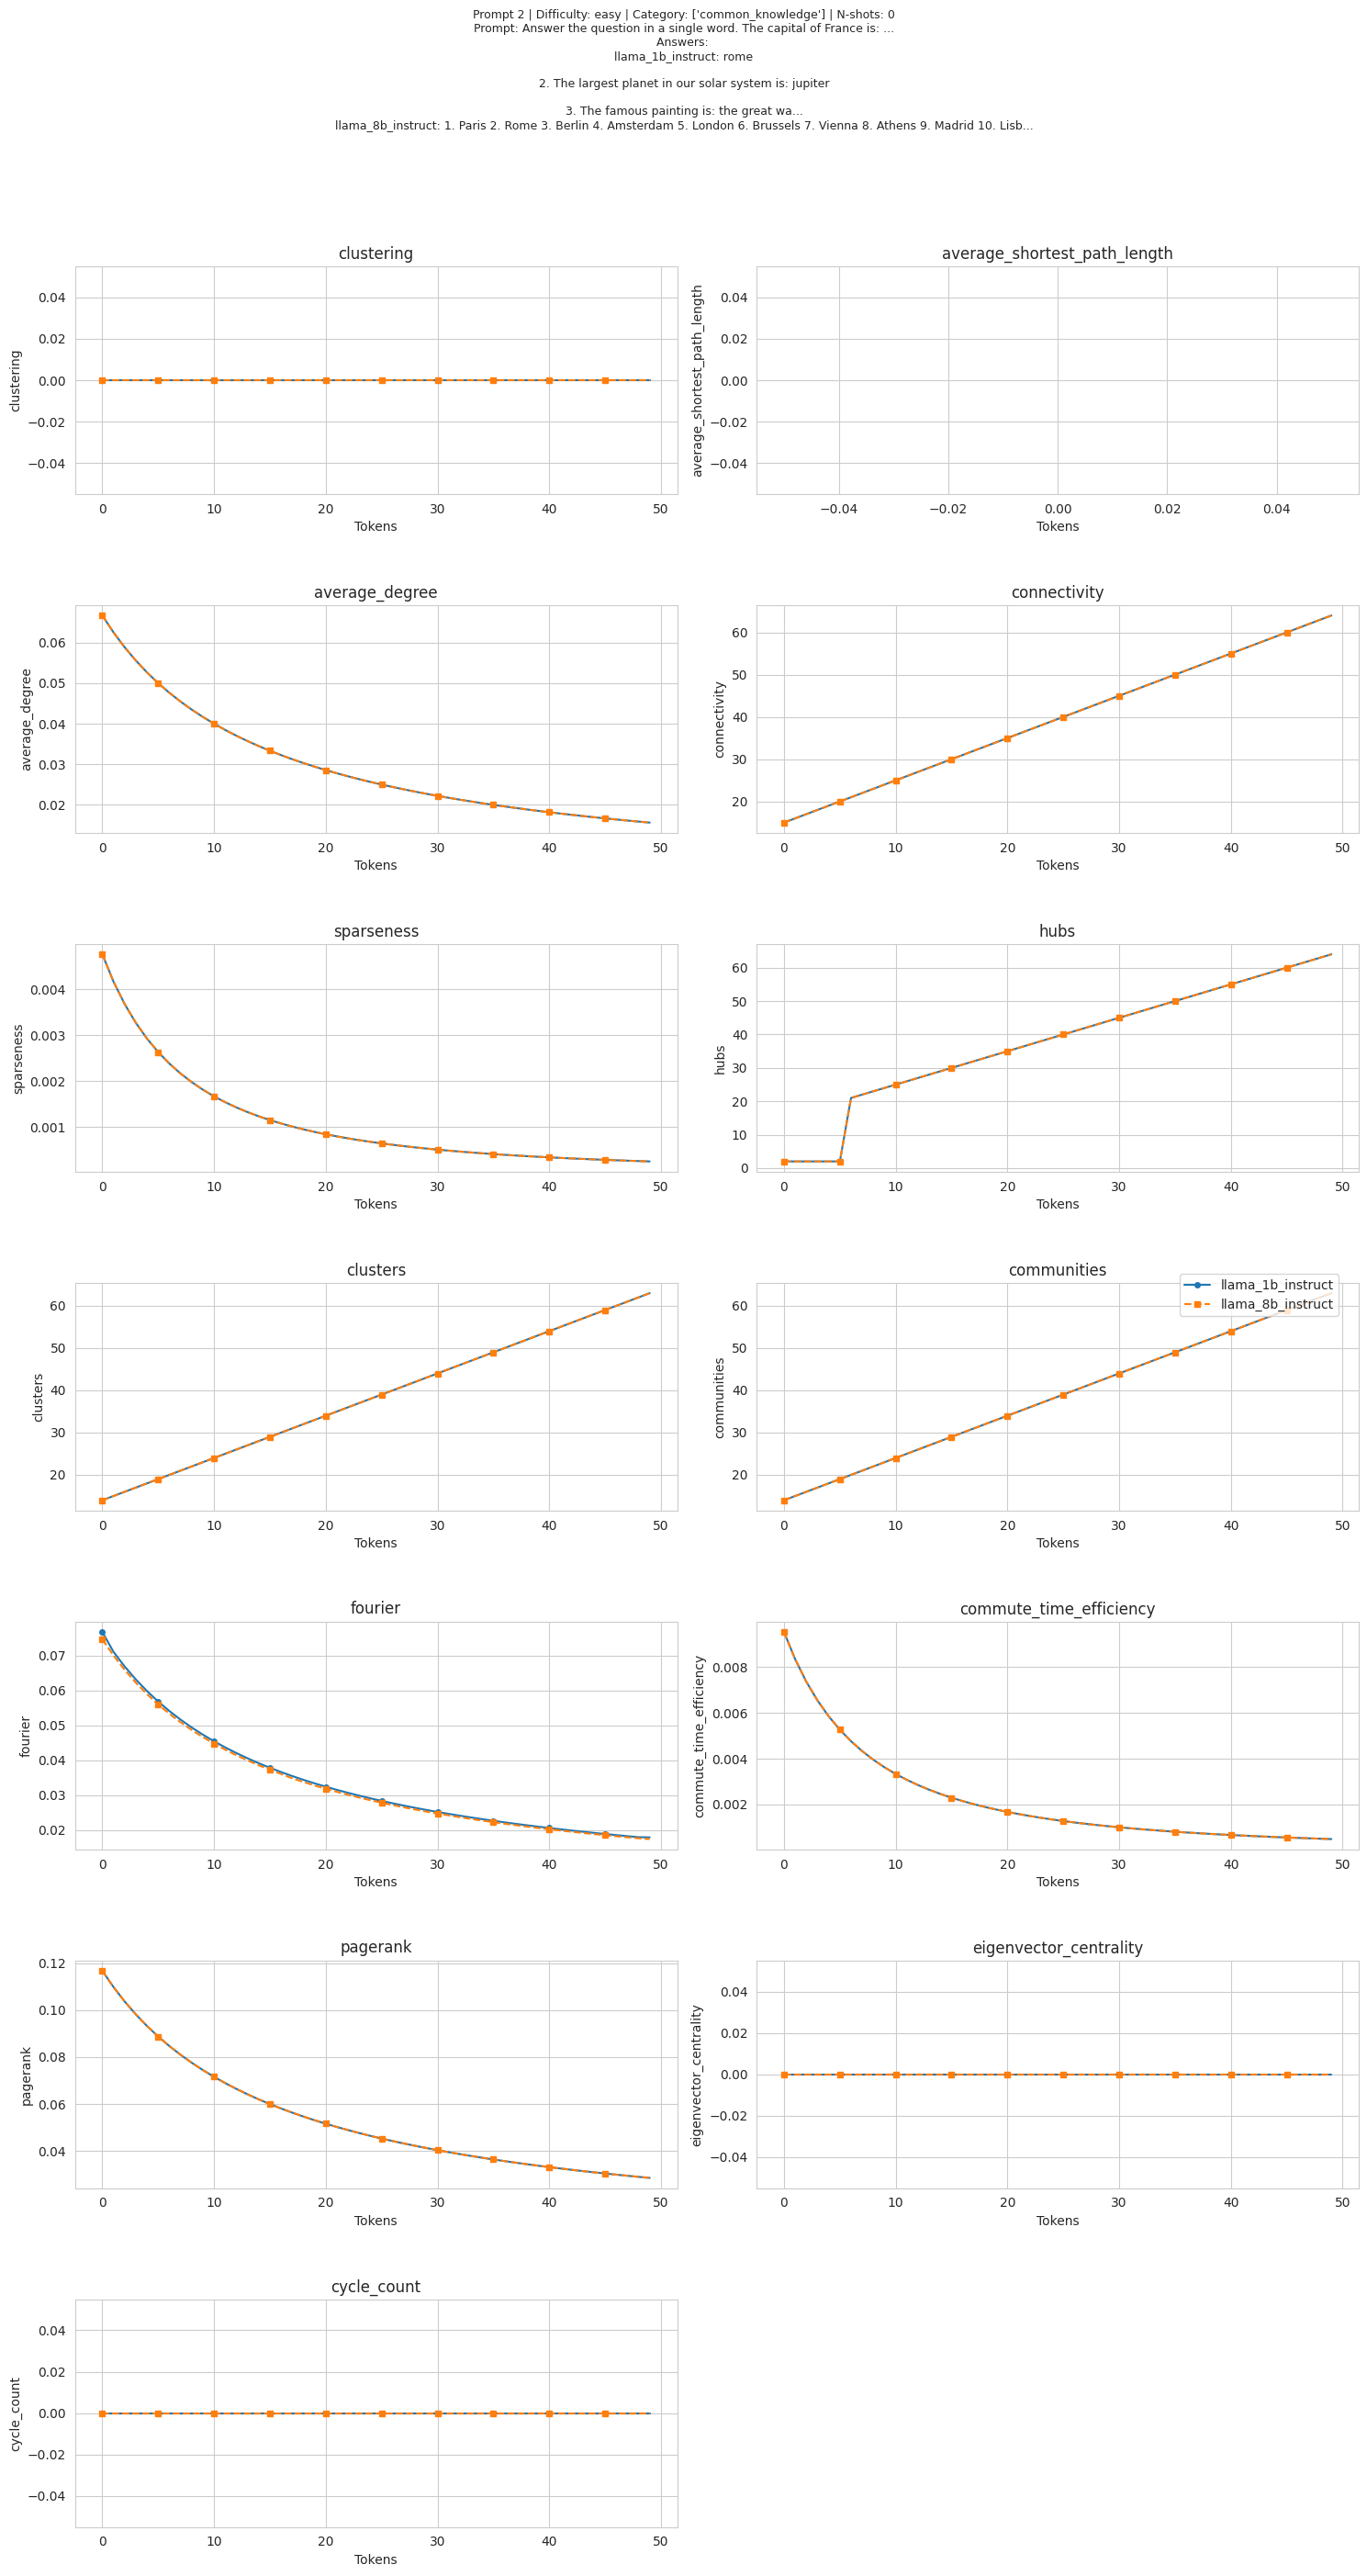 Prompt 2 | Difficulty: easy | Category: ['common_knowledge'] | N-shots: 0
Prompt: Answer the question in a single word. The capital of France is: ...
Answers:
llama_1b_instruct: rome
2. The largest planet in our solar system is: jupiter
3. The famous painting is: the great wa...
llama_8b_instruct: 1. Paris 2. Rome 3. Berlin 4. Amsterdam 5. London 6. Brussels 7. Vienna 8. Athens 9. Madrid 10. Lisb...
clustering
clustering
0.04
0.02
0.00
−0.02
−0.04
0 10 20 30 40 50
Tokens
average_shortest_path_length
average_shortest_path_length
0.04
0.02
0.00
−0.02
−0.04
−0.04 −0.02 0.00 0.02 0.04
Tokens
average_degree
average_degree
0.06
0.05
0.04
0.03
0.02
0 10 20 30 40 50
Tokens
connectivity
connectivity
60
50
40
30
20
0 10 20 30 40 50
Tokens
sparseness
sparseness
0.004
0.003
0.002
0.001
0 10 20 30 40 50
Tokens
hubs
hubs
60
50
40
30
20
10
0
0 10 20 30 40 50
Tokens
clusters
clusters
60
50
40
30
20
0 10 20 30 40 50
Tokens
communities
communities
60
50
40
30
20
0 10 20 30 40 50
Tokens
llama_1b_instruct
llama_8b_instruct
fourier
fourier
0.07
0.06
0.05
0.04
0.03
0.02
0 10 20 30 40 50
Tokens
commute_time_efficiency
commute_time_efficiency
0.008
0.006
0.004
0.002
0 10 20 30 40 50
Tokens
pagerank
pagerank
0.12
0.10
0.08
0.06
0.04
0 10 20 30 40 50
Tokens
eigenvector_centrality
eigenvector_centrality
0.04
0.02
0.00
−0.02
−0.04
0 10 20 30 40 50
Tokens
cycle_count
cycle_count
0.04
0.02
0.00
−0.02
−0.04
0 10 20 30 40 50
Tokens